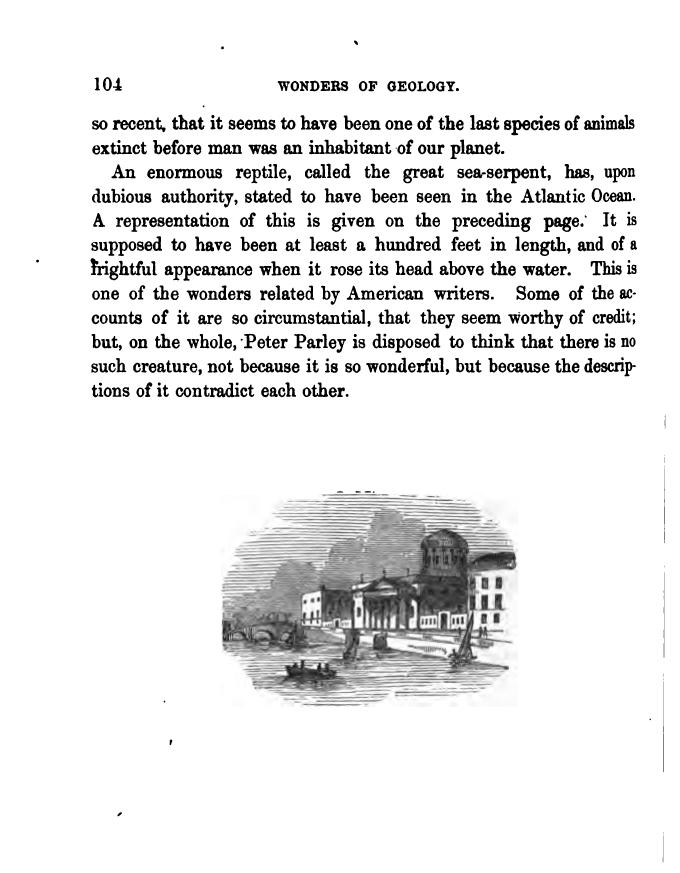 104 WONDERS OF GEOLOGY.
so recent, that it seems to have been one of the last species of animals
extinct before man was an inhabitant of our planet.
An enormous reptile, called the great sea-serpent, has, upon
dubious authority, stated to have been seen in the Atlantic Ocean.
A representation of this is given on the preceding page. It is
supposed to have been at least a hundred feet in length, and of a
frightful appearance when it rose its head above the water. This is
one of the wonders related by American writers. Some of the ac-
counts of it are so circumstantial, that they seem worthy of credit;
but, on the whole, Peter Parley is disposed to think that there is no
such creature, not because it is so wonderful, but because the descrip-
tions of it contradict each other.